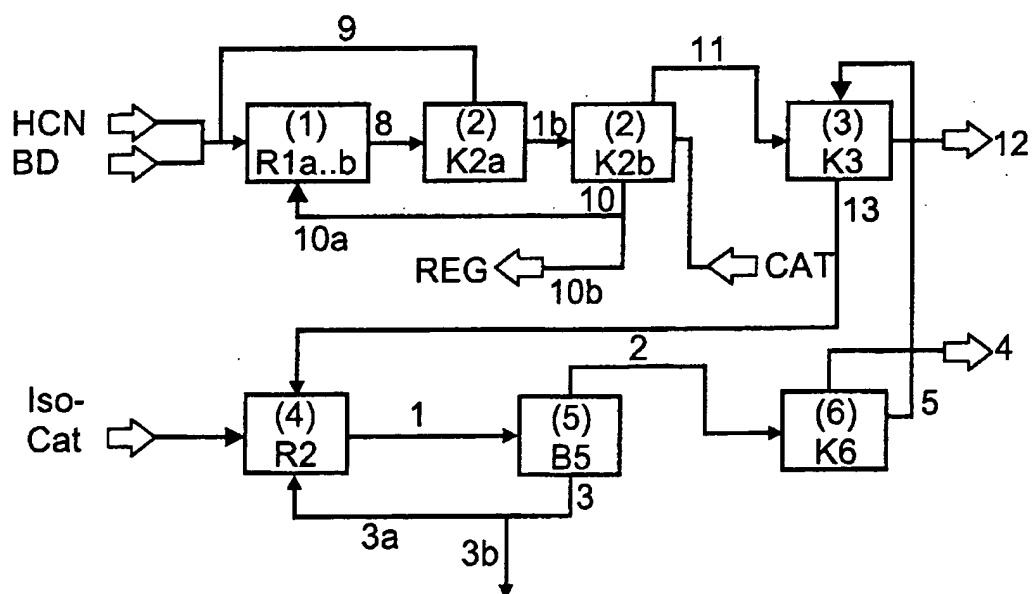 9
11
HCN
BD
(1)
R1a..b
8
(2)
K2a
1b
(2)
K2b
(3)
K3
12
10
13
10a
REG
10b
CAT
2
4
Iso-
Cat
(4)
R2
1
(5)
B5
(6)
K6
5
3
3a
3b